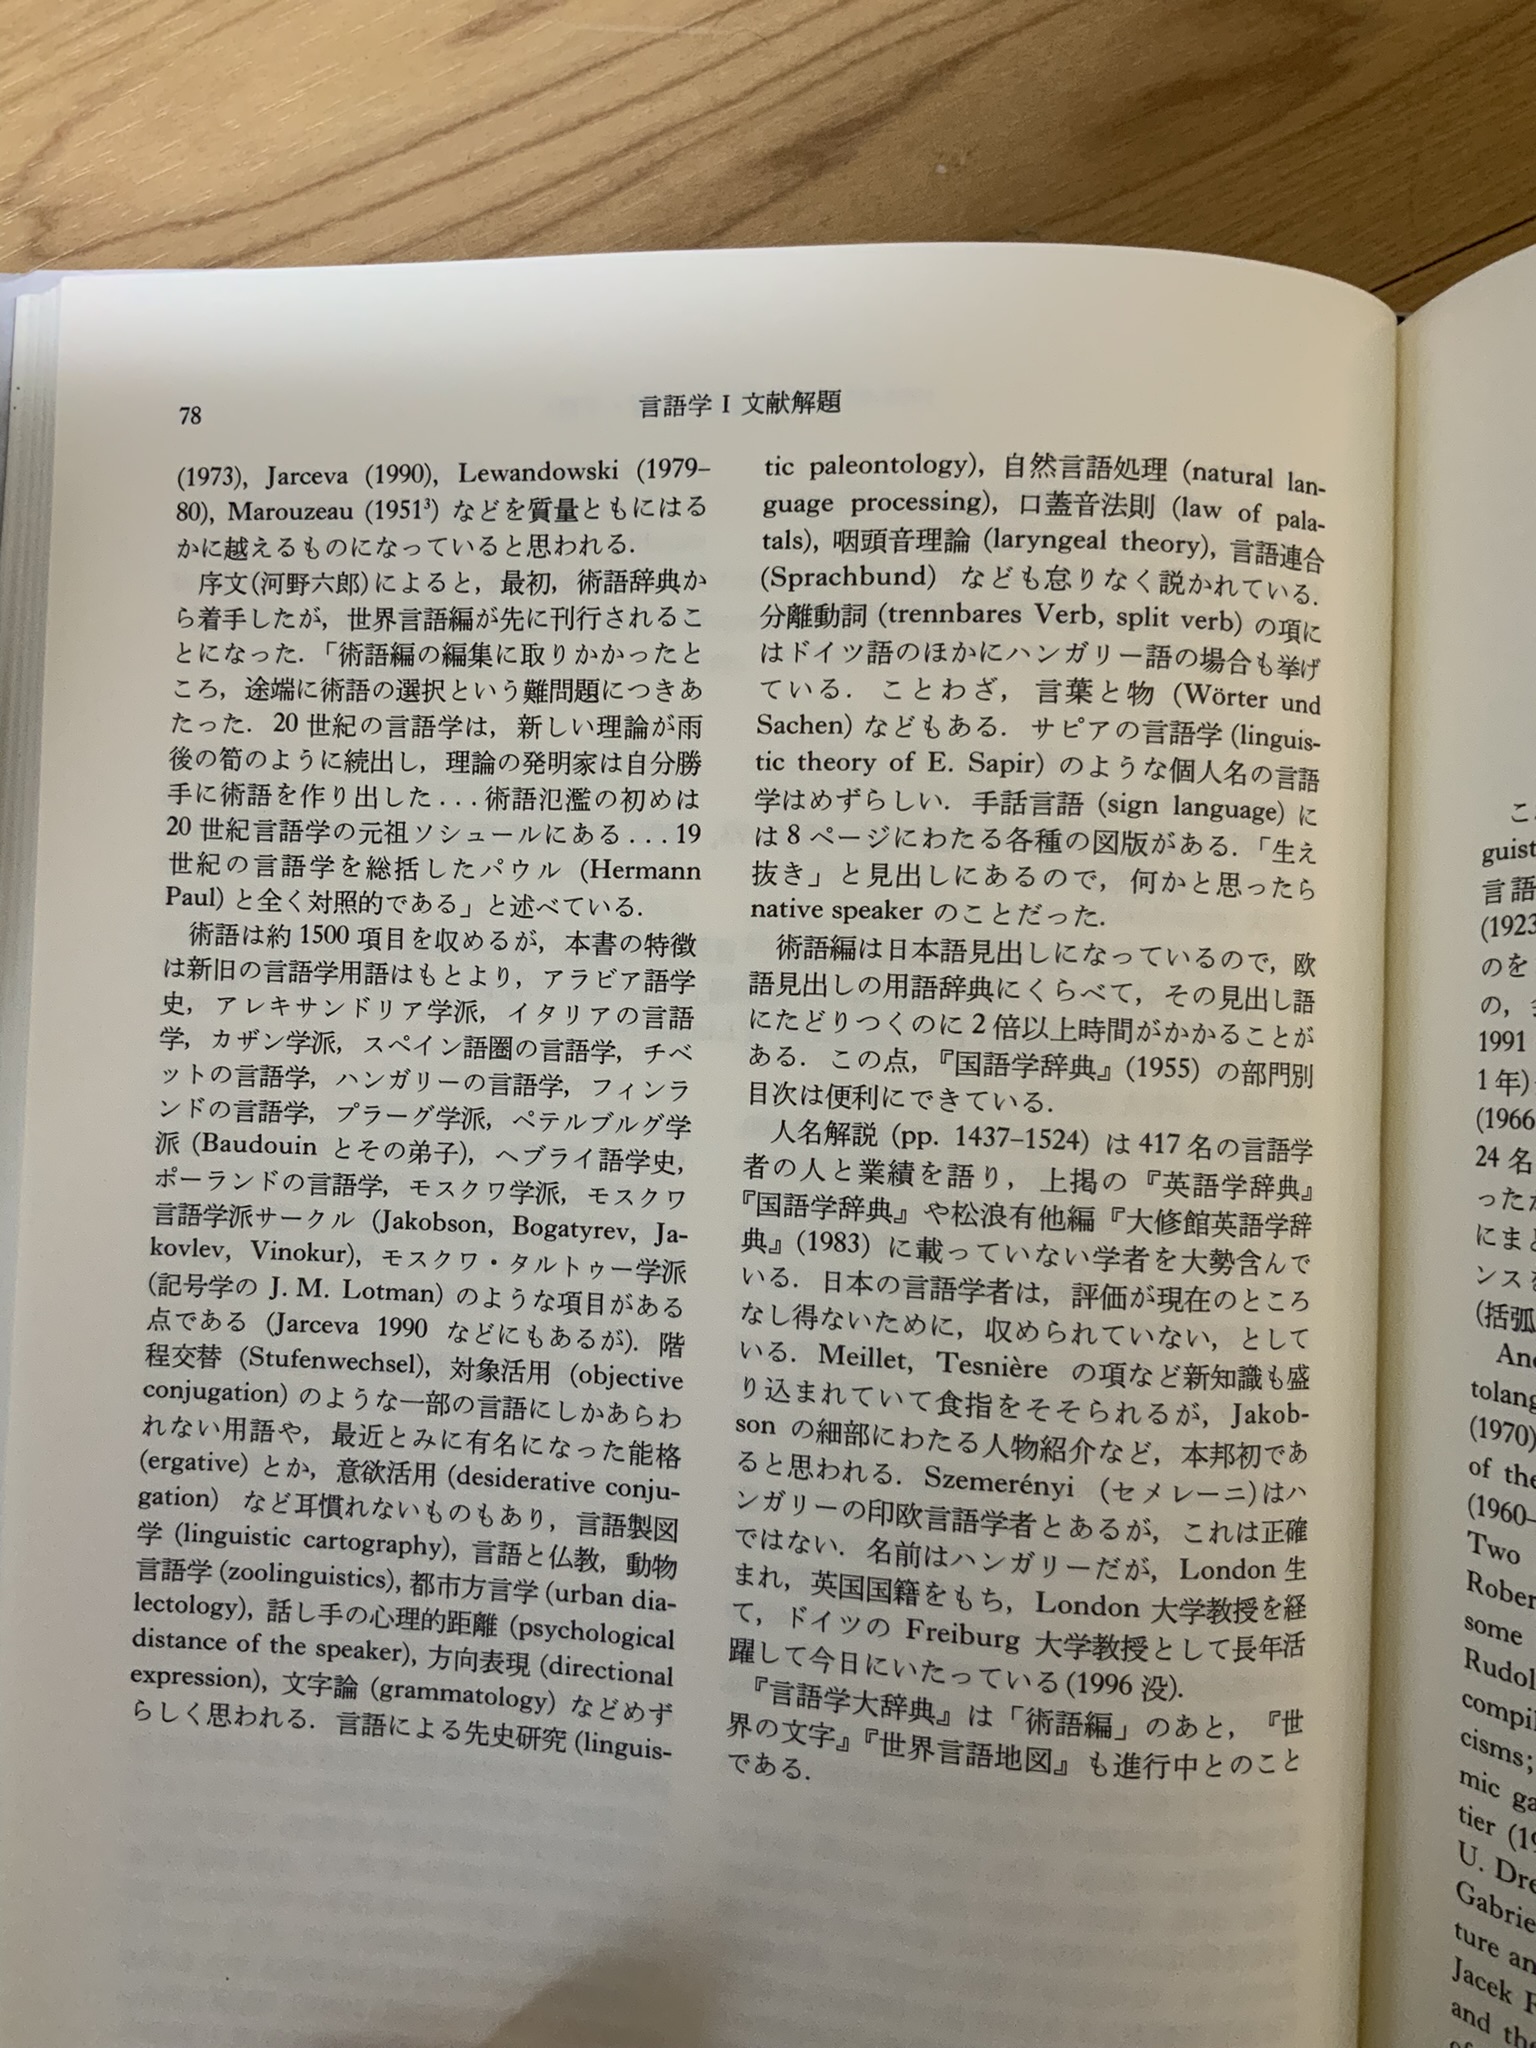 78
言語学 I 文献解題
(1973), Jarceva (1990), Lewandowski (1979–
80), Marouzeau (1951³) などを質量ともにはる
かに越えるものになっていると思われる.
序文(河野六郎)によると, 最初, 術語辞典か
ら着手したが, 世界言語編が先に刊行されるこ
とになった.「術語編の編集に取りかかったと
ころ, 途端に術語の選択という難問題につきあ
たった. 20 世紀の言語学は, 新しい理論が雨
後の筍のように続出し, 理論の発明家は自分勝
手に術語を作り出した...術語氾濫の初めは
20 世紀言語学の元祖ソシュールにある...19
世紀の言語学を総括したパウル (Hermann
Paul) と全く対照的である」と述べている.
術語は約 1500 項目を収めるが, 本書の特徴
は新旧の言語学用語はもとより, アラビア語学
史, アレキサンドリア学派, イタリアの言語
学, カザン学派, スペイン語圏の言語学, チベ
ットの言語学, ハンガリーの言語学, フィンラ
ンドの言語学, プラーグ学派, ペテルブルグ学
派 (Baudouin とその弟子), ヘブライ語学史,
ポーランドの言語学, モスクワ学派, モスクワ
言語学派サークル (Jakobson, Bogatyrev, Ja-
kovlev, Vinokur), モスクワ・タルトゥー学派
(記号学の J. M. Lotman) のような項目がある
点である (Jarceva 1990 などにもあるが). 階
程交替 (Stufenwechsel), 対象活用 (objective
conjugation) のような一部の言語にしかあらわ
れない用語や, 最近とみに有名になった能格
(ergative) とか, 意欲活用 (desiderative conju-
gation) など耳慣れないものもあり, 言語製図
学 (linguistic cartography), 言語と仏教, 動物
言語学 (zoolinguistics), 都市方言学 (urban dia-
lectology), 話し手の心理的距離 (psychological
distance of the speaker), 方向表現 (directional
expression), 文字論 (grammatology) などめず
らしく思われる. 言語による先史研究 (linguis-
tic paleontology), 自然言語処理 (natural lan-
guage processing), 口蓋音法則 (law of pala-
tals), 咽頭音理論 (laryngeal theory), 言語連合
(Sprachbund) なども怠りなく説かれている.
分離動詞 (trennbares Verb, split verb) の項に
はドイツ語のほかにハンガリー語の場合も挙げ
ている. ことわざ, 言葉と物 (Wörter und
Sachen) などもある. サピアの言語学 (linguis-
tic theory of E. Sapir) のような個人名の言語
学はめずらしい. 手話言語 (sign language) に
は 8 ページにわたる各種の図版がある.「生え
抜き」と見出しにあるので, 何かと思ったら
native speaker のことだった.
術語編は日本語見出しになっているので, 欧
語見出しの用語辞典にくらべて, その見出し語
にたどりつくのに 2 倍以上時間がかかることが
ある. この点,『国語学辞典』(1955) の部門別
目次は便利にできている.
人名解説 (pp. 1437–1524) は 417 名の言語学
者の人と業績を語り, 上掲の『英語学辞典』
『国語学辞典』や松浪有他編『大修館英語学辞
典』(1983) に載っていない学者を大勢含んで
いる. 日本の言語学者は, 評価が現在のところ
なし得ないために, 収められていない, として
いる. Meillet, Tesnière の項など新知識も盛
り込まれていて食指をそそられるが, Jakob-
son の細部にわたる人物紹介など, 本邦初であ
ると思われる. Szemerényi (セメレーニ)はハ
ンガリーの印欧言語学者とあるが, これは正確
ではない. 名前はハンガリーだが, London 生
まれ, 英国国籍をもち, London 大学教授を経
て, ドイツの Freiburg 大学教授として長年活
躍して今日にいたっている(1996 没).
『言語学大辞典』は「術語編」のあと, 『世
界の文字』『世界言語地図』も進行中とのこと
である.
guist
言語
(1923
のを
の,
1991
1 年)
(1966
24 名
ったが
にまと
ンスを
(括弧
And
tolang
(1970)
of the
(1960–
Two
Rober
some
Rudol
compil
cisms;
mic ga
tier (19
U. Dre
Gabrie
ture an
Jacek
and the